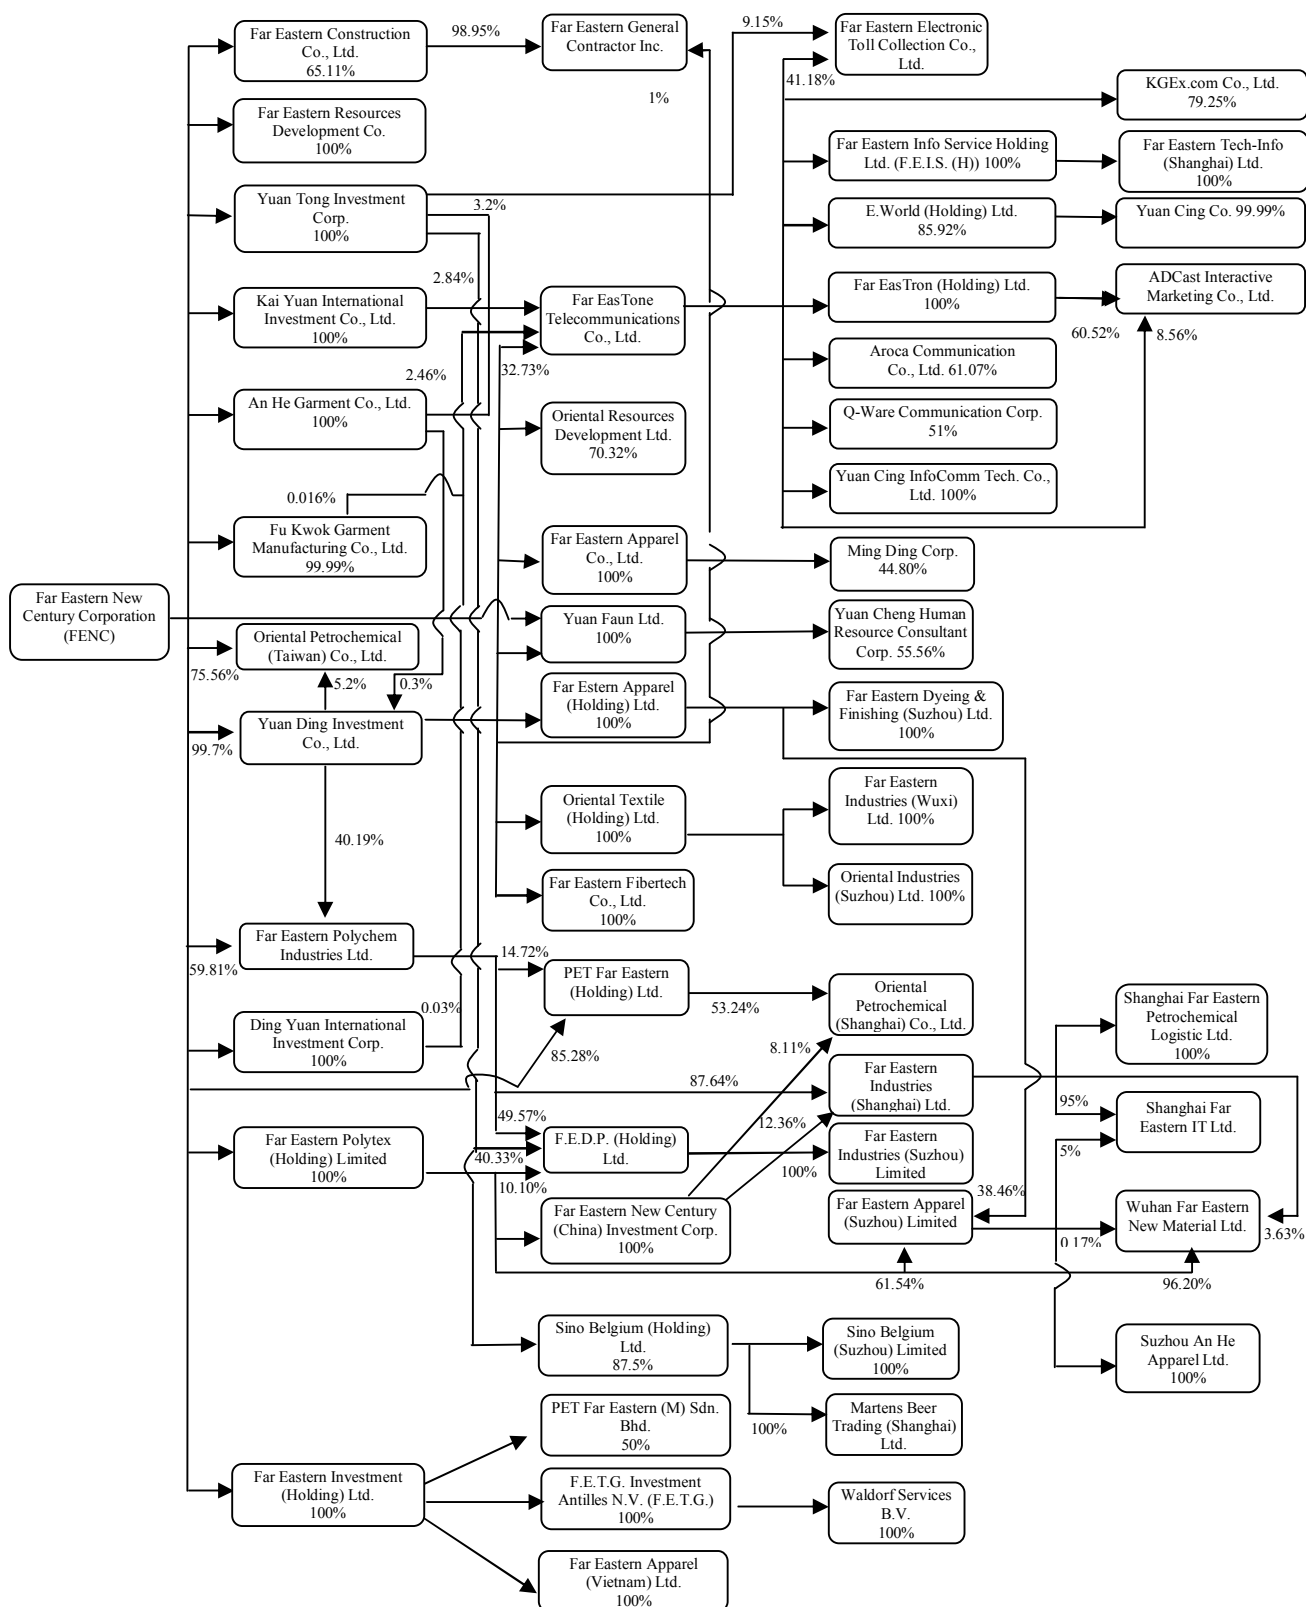 Far Eastern Construction
Co., Ltd.
65.11%
98.95%
Far Eastern General
Contractor Inc.
9.15%
Far Eastern Electronic
Toll Collection Co.,
Ltd.
41.18%
1%
KGEx.com Co., Ltd.
79.25%
Far Eastern Resources
Development Co.
100%
Far Eastern Info Service Holding
Ltd. (F.E.I.S. (H)) 100%
Far Eastern Tech-Info
(Shanghai) Ltd.
100%
Yuan Tong Investment
Corp.
100%
3.2%
E.World (Holding) Ltd.
85.92%
Yuan Cing Co. 99.99%
2.84%
Kai Yuan International
Investment Co., Ltd.
100%
Far EasTone
Telecommunications
Co., Ltd.
Far EasTron (Holding) Ltd.
100%
ADCast Interactive
Marketing Co., Ltd.
60.52%
8.56%
2.46%
32.73%
Aroca Communication
Co., Ltd. 61.07%
An He Garment Co., Ltd.
100%
Oriental Resources
Development Ltd.
70.32%
Q-Ware Communication Corp.
51%
Yuan Cing InfoComm Tech. Co.,
Ltd. 100%
0.016%
Fu Kwok Garment
Manufacturing Co., Ltd.
99.99%
Far Eastern Apparel
Co., Ltd.
100%
Ming Ding Corp.
44.80%
Far Eastern New
Century Corporation
(FENC)
Yuan Faun Ltd.
100%
Yuan Cheng Human
Resource Consultant
Corp. 55.56%
Oriental Petrochemical
(Taiwan) Co., Ltd.
75.56%
5.2%
0.3%
Far Estern Apparel
(Holding) Ltd.
100%
Far Eastern Dyeing &
Finishing (Suzhou) Ltd.
100%
Yuan Ding Investment
Co., Ltd.
99.7%
Oriental Textile
(Holding) Ltd.
100%
Far Eastern
Industries (Wuxi)
Ltd. 100%
40.19%
Oriental Industries
(Suzhou) Ltd. 100%
Far Eastern Fibertech
Co., Ltd.
100%
Far Eastern Polychem
Industries Ltd.
59.81%
14.72%
PET Far Eastern
(Holding) Ltd.
53.24%
Oriental
Petrochemical
(Shanghai) Co., Ltd.
Shanghai Far Eastern
Petrochemical
Logistic Ltd.
100%
0.03%
Ding Yuan International
Investment Corp.
100%
85.28%
8.11%
87.64%
Far Eastern
Industries
(Shanghai) Ltd.
95%
Shanghai Far
Eastern IT Ltd.
5%
49.57%
12.36%
Far Eastern Polytex
(Holding) Limited
100%
40.33%
F.E.D.P. (Holding)
Ltd.
100%
Far Eastern
Industries (Suzhou)
Limited
10.10%
Far Eastern New Century
(China) Investment Corp.
100%
Far Eastern Apparel
(Suzhou) Limited
38.46%
Wuhan Far Eastern
New Material Ltd.
0.17%
3.63%
61.54%
96.20%
Sino Belgium (Holding)
Ltd.
87.5%
Sino Belgium
(Suzhou) Limited
100%
Suzhou An He
Apparel Ltd.
100%
PET Far Eastern (M) Sdn.
Bhd.
50%
100%
Martens Beer
Trading (Shanghai)
Ltd.
Far Eastern Investment
(Holding) Ltd.
100%
F.E.T.G. Investment
Antilles N.V. (F.E.T.G.)
100%
Waldorf Services
B.V.
100%
Far Eastern Apparel
(Vietnam) Ltd.
100%